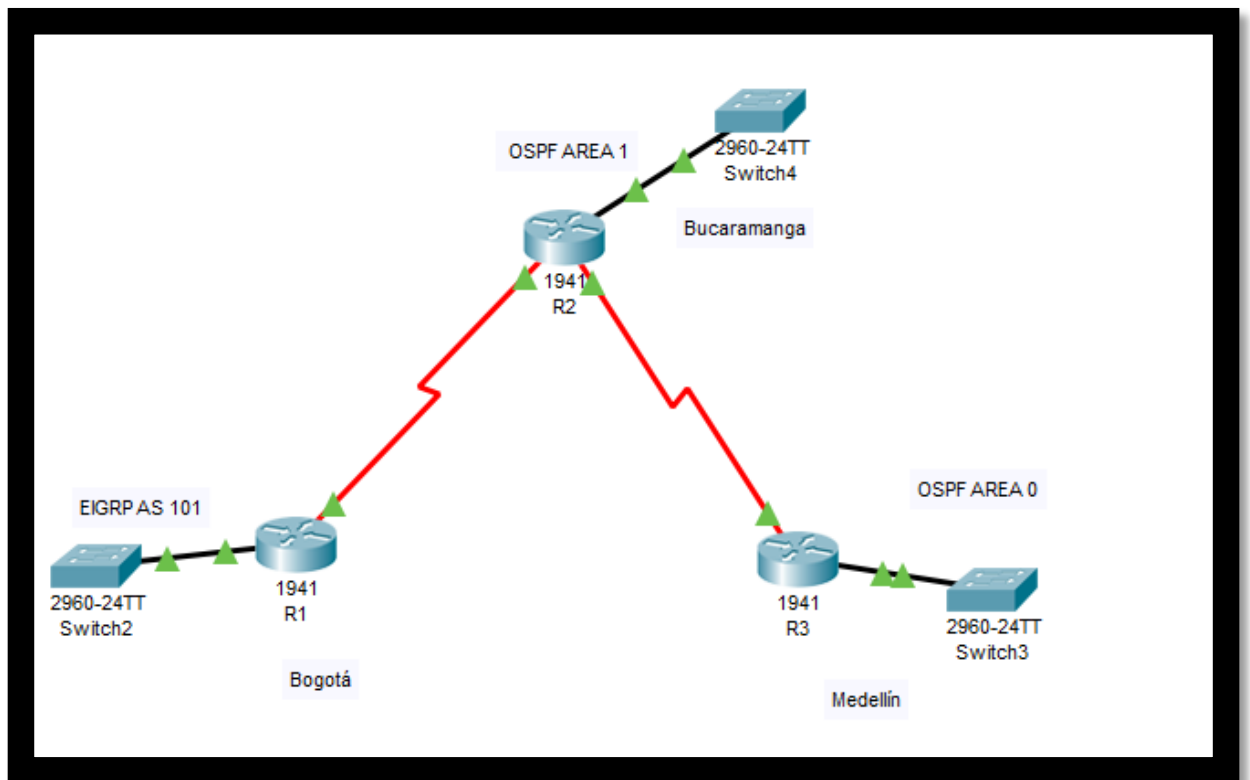 OSPF AREA 1
2960-24TT
Switch4
Bucaramanga
1941
R2
EIGRP AS 101
2960-24TT
Switch2
1941
R1
Bogotá
OSPF AREA 0
1941
R3
2960-24TT
Switch3
Medellín